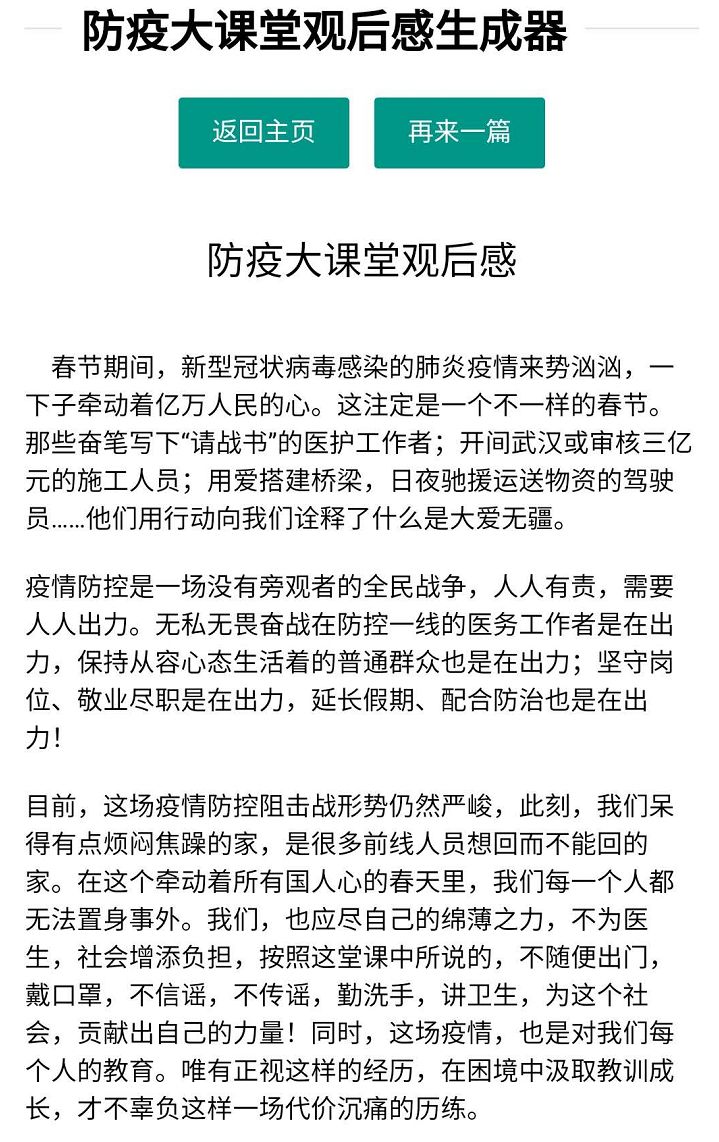 防疫大课堂观后感生成器
返回主页
再来一篇
防疫大课堂观后感
春节期间，新型冠状病毒感染的肺炎疫情来势汹汹，一
下子牵动着亿万人民的心。这注定是一个不一样的春节。
那些奋笔写下“请战书”的医护工作者；开间武汉或审核三亿
元的施工人员；用爱搭建桥梁，日夜驰援运送物资的驾驶
员……他们用行动向我们诠释了什么是大爱无疆。
疫情防控是一场没有旁观者的全民战争，人人有责，需要
人人出力。无私无畏奋战在防控一线的医务工作者是在出
力，保持从容心态生活着的普通群众也是在出力；坚守岗
位、敬业尽职是在出力，延长假期、配合防治也是在出
力！
目前，这场疫情防控阻击战形势仍然严峻，此刻，我们呆
得有点烦闷焦躁的家，是很多前线人员想回而不能回的
家。在这个牵动着所有国人心的春天里，我们每一个人都
无法置身事外。我们，也应尽自己的绵薄之力，不为医
生，社会增添负担，按照这堂课中所说的，不随便出门，
戴口罩，不信谣，不传谣，勤洗手，讲卫生，为这个社
会，贡献出自己的力量！同时，这场疫情，也是对我们每
个人的教育。唯有正视这样的经历，在困境中汲取教训成
长，才不辜负这样一场代价沉痛的历练。